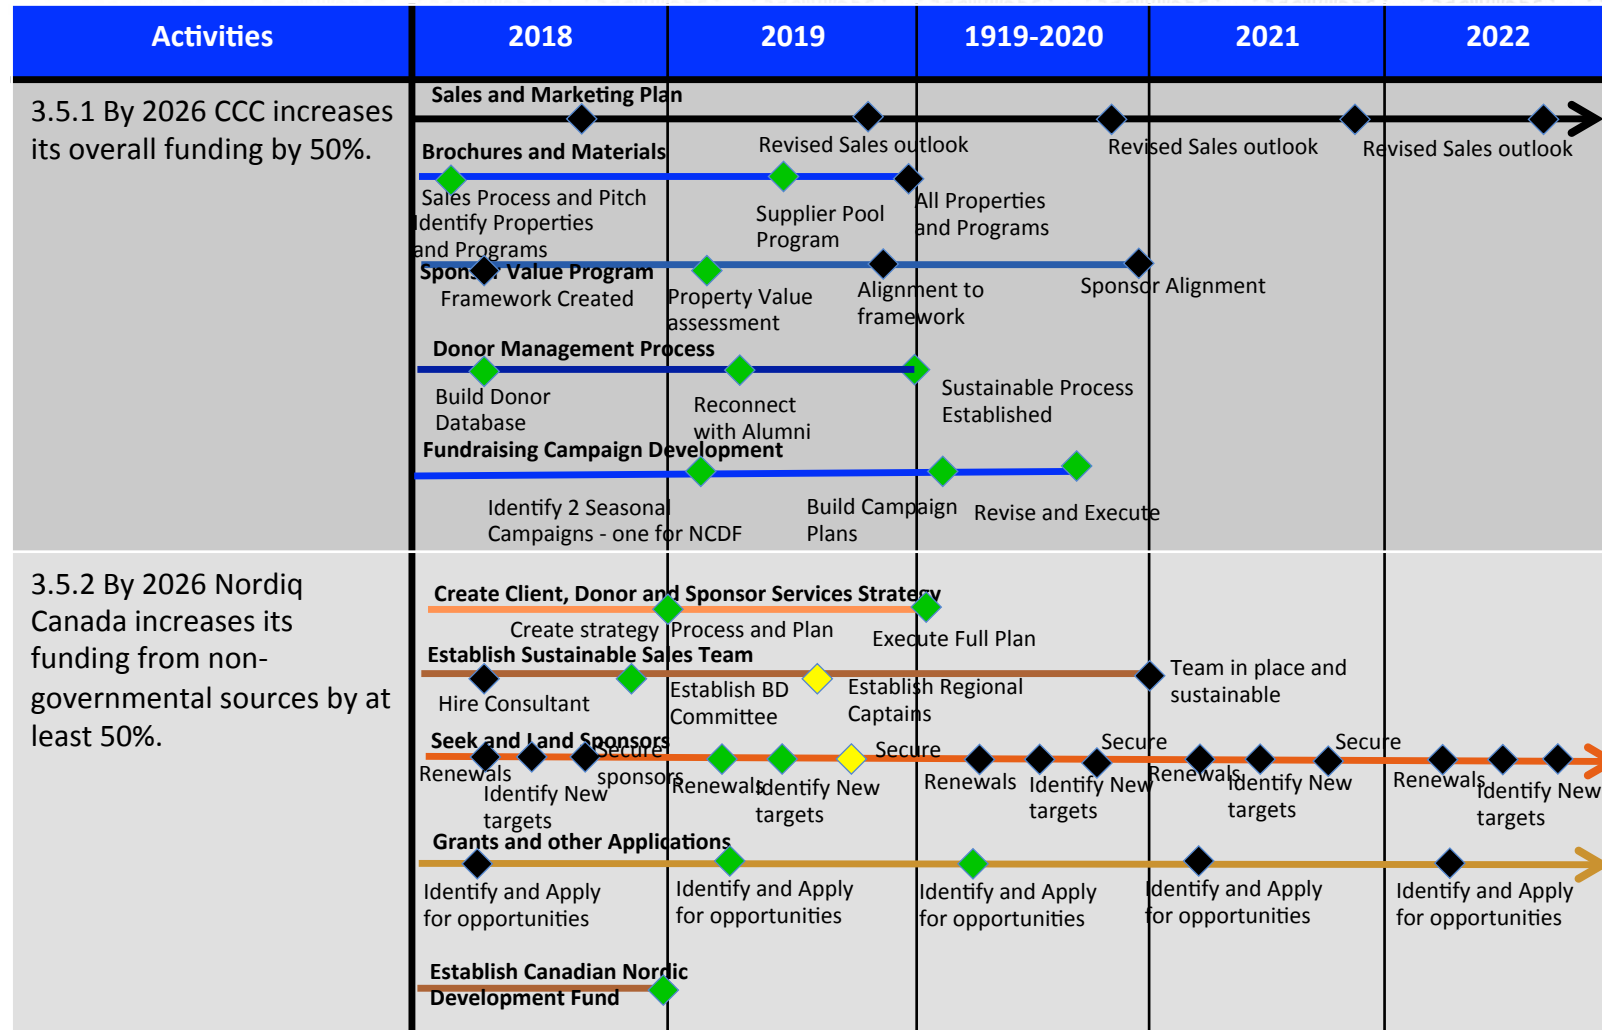 Activities
2018
2019
1919-2020
2021
2022
3.5.1 By 2026 CCC increases
its overall funding by 50%.
Sales and Marketing Plan
Revised Sales outlook
Revised Sales outlook
Revised Sales outlook
Brochures and Materials
Sales Process and Pitch
Identify Properties
and Programs
Supplier Pool
Program
All Properties
and Programs
Sponsor Value Program
Framework Created
Property Value
assessment
Alignment to
framework
Sponsor Alignment
Donor Management Process
Build Donor
Database
Reconnect
with Alumni
Sustainable Process
Established
Fundraising Campaign Development
Identify 2 Seasonal
Campaigns - one for NCDF
Build Campaign
Plans
Revise and Execute
3.5.2 By 2026 Nordiq
Canada increases its
funding from non-
governmental sources by at
least 50%.
Create Client, Donor and Sponsor Services Strategy
Create strategy
Process and Plan
Execute Full Plan
Establish Sustainable Sales Team
Hire Consultant
Establish BD
Committee
Establish Regional
Captains
Team in place and
sustainable
Seek and Land Sponsors
Renewals
Identify New
targets
Secure
sponsors
Renewals
Identify New
targets
Secure
Renewals
Identify New
targets
Secure
Renewals
Identify New
targets
Secure
Renewals
Identify New
targets
Grants and other Applications
Identify and Apply
for opportunities
Identify and Apply
for opportunities
Identify and Apply
for opportunities
Identify and Apply
for opportunities
Identify and Apply
for opportunities
Establish Canadian Nordic
Development Fund